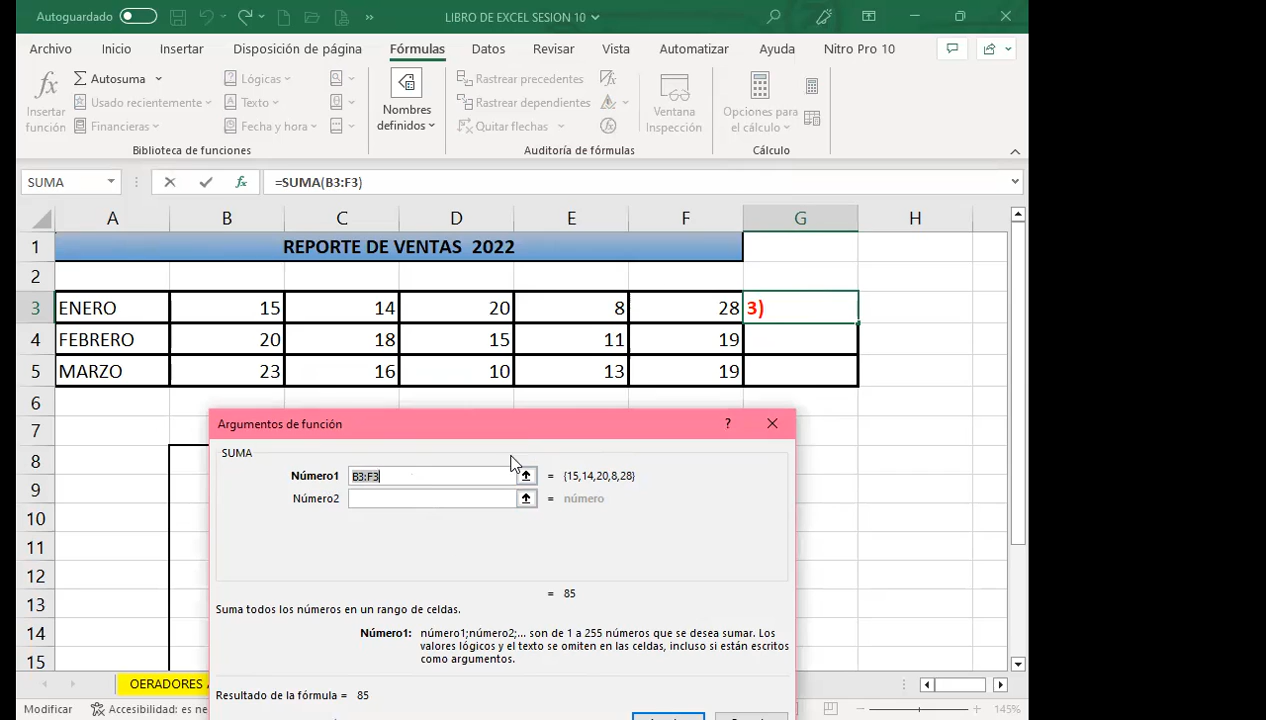 Autoguardado
LIBRO DE EXCEL SESION 10
Archivo Inicio Insertar Disposición de página Fórmulas Datos Revisar Vista Automatizar Ayuda Nitro Pro 10
fx
Insertar
función
Autosuma
Usado recientemente
Financieras
Lógicas
Texto
Fecha y hora
Biblioteca de funciones
Nombres
definidos
Rastrear precedentes
Rastrear dependientes
Quitar flechas
Ventana
Inspección
Auditoría de fórmulas
Opciones para
el cálculo
Cálculo
SUMA fx =SUMA(B3:F3)
A B C D E F G H
1 REPORTE DE VENTAS 2022
2
3 ENERO 15 14 20 8 28 3)
4 FEBRERO 20 18 15 11 19
5 MARZO 23 16 10 13 19
6
7
8
9
10
11
12
13
14
15
Argumentos de función ?
SUMA
Número1 B3:F3 = {15,14,20,8,28}
Número2 = número
= 85
Suma todos los números en un rango de celdas.
Número1: número1;número2;... son de 1 a 255 números que se desea sumar. Los
valores lógicos y el texto se omiten en las celdas, incluso si están escritos
como argumentos.
Resultado de la fórmula = 85
OERADORES
Modificar Accesibilidad: es ne
145%